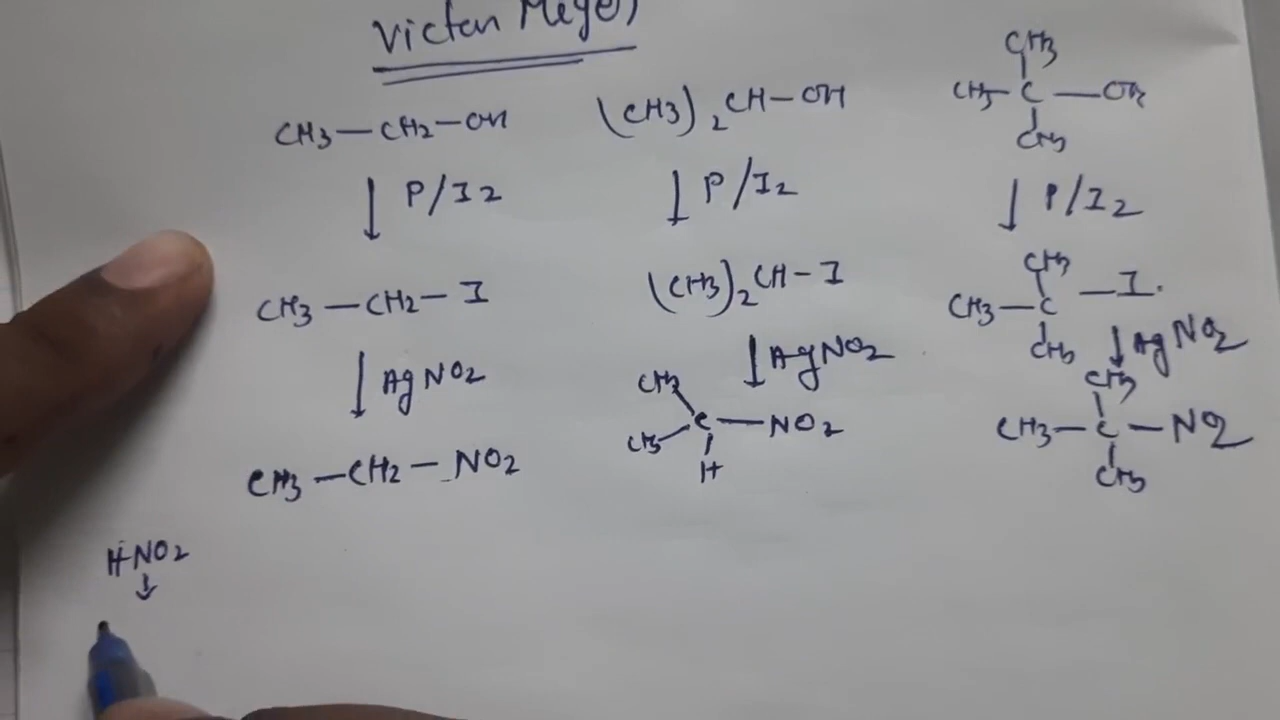 Victon Meyer
CH3—CH2—OH
(CH3)2CH—OH
CH3
CH3—C—OH
CH3
P/I2
P/I2
P/I2
CH3—CH2—I
(CH3)2CH—I
CH3
CH3—C—I.
CH3
AgNO2
AgNO2
AgNO2
CH3—CH2—NO2
CH3
CH3—C—NO2
H
CH3
CH3—C—NO2
CH3
HNO2